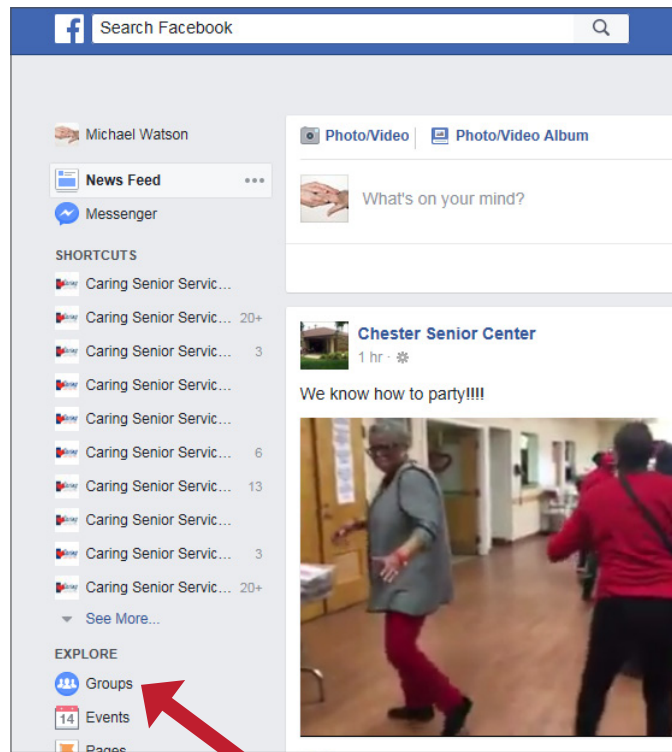 f Search Facebook
Michael Watson
News Feed
Messenger
SHORTCUTS
Caring Senior Servic...
Caring Senior Servic... 20+
Caring Senior Servic... 3
Caring Senior Servic...
Caring Senior Servic...
Caring Senior Servic... 6
Caring Senior Servic... 13
Caring Senior Servic...
Caring Senior Servic... 3
Caring Senior Servic... 20+
See More...
EXPLORE
Groups
14 Events
Pages
Photo/Video Photo/Video Album
What's on your mind?
Chester Senior Center
1 hr ·
We know how to party!!!!